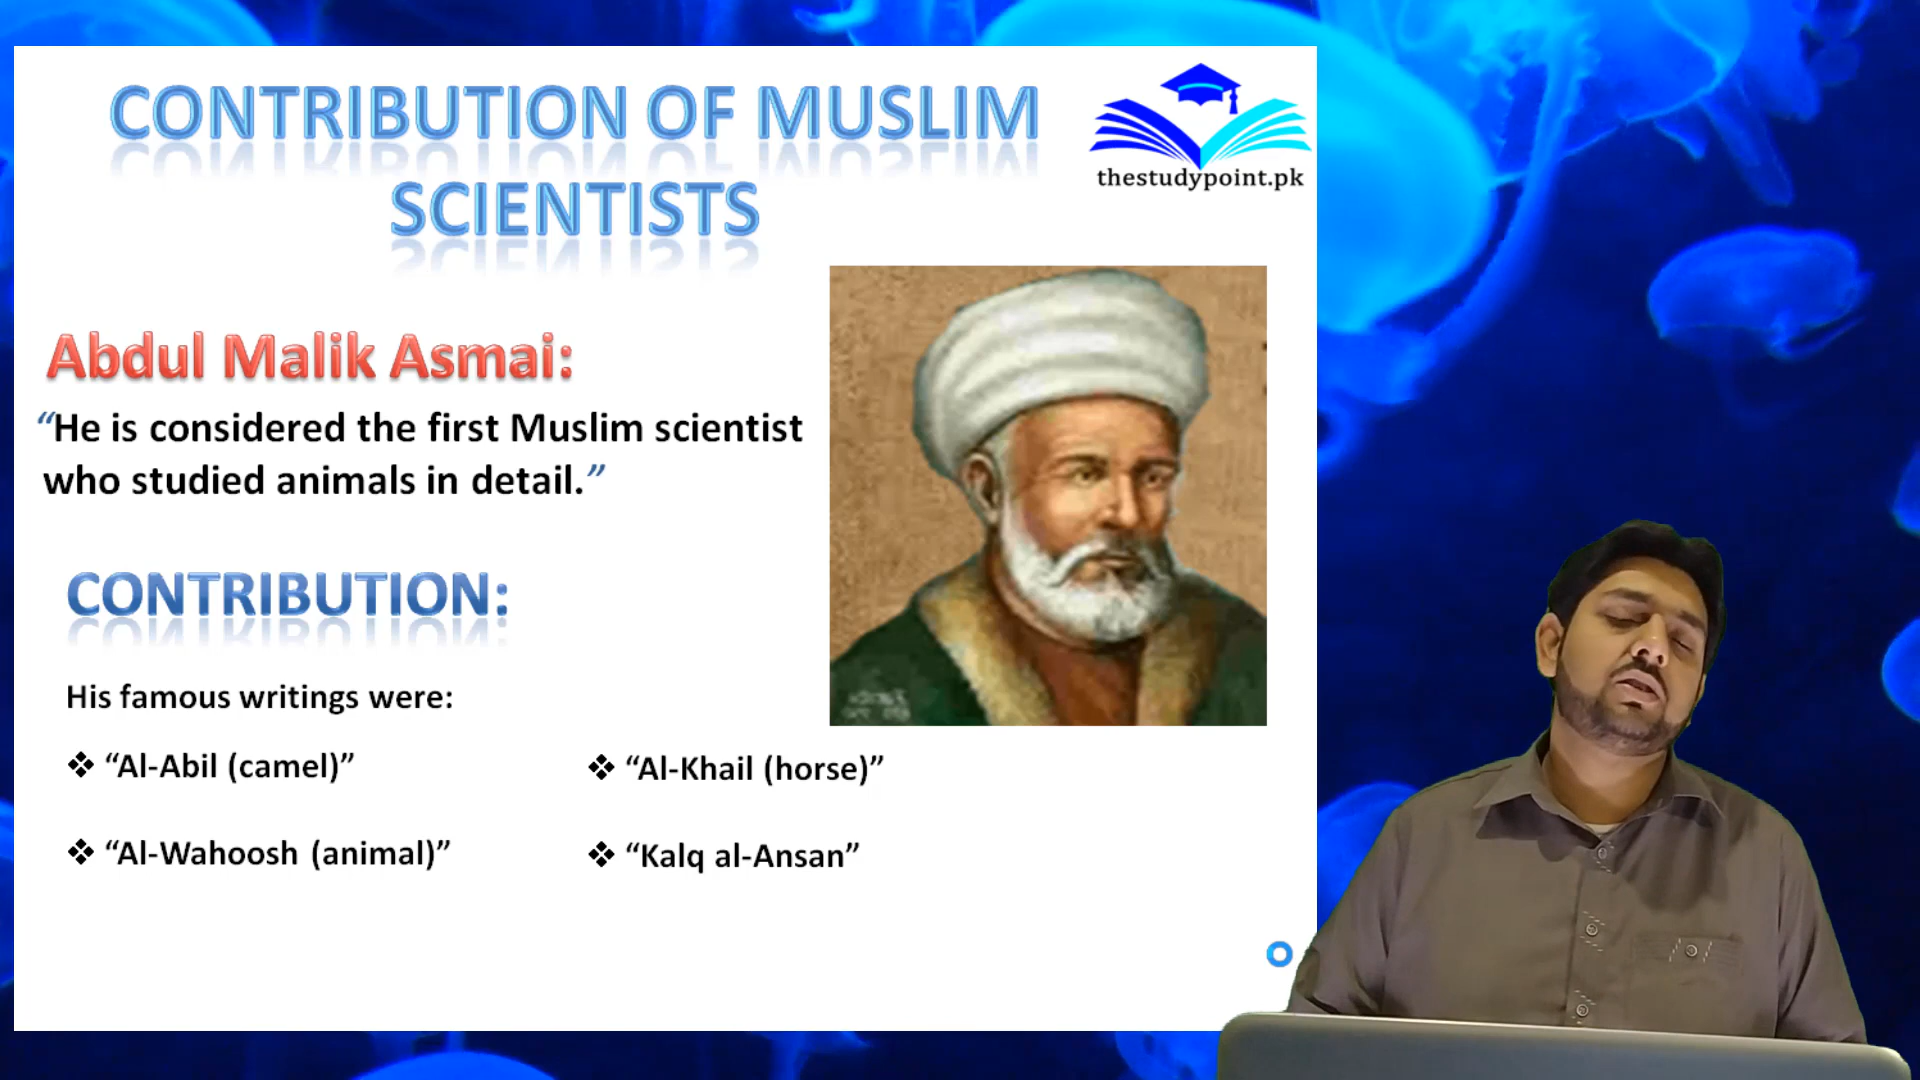 CONTRIBUTION OF MUSLIM
SCIENTISTS
thestudypoint.pk
Abdul Malik Asmai:
“He is considered the first Muslim scientist
who studied animals in detail.”
CONTRIBUTION:
His famous writings were:
❖ “Al-Abil (camel)”
❖ “Al-Khail (horse)”
❖ “Al-Wahoosh (animal)”
❖ “Kalq al-Ansan”